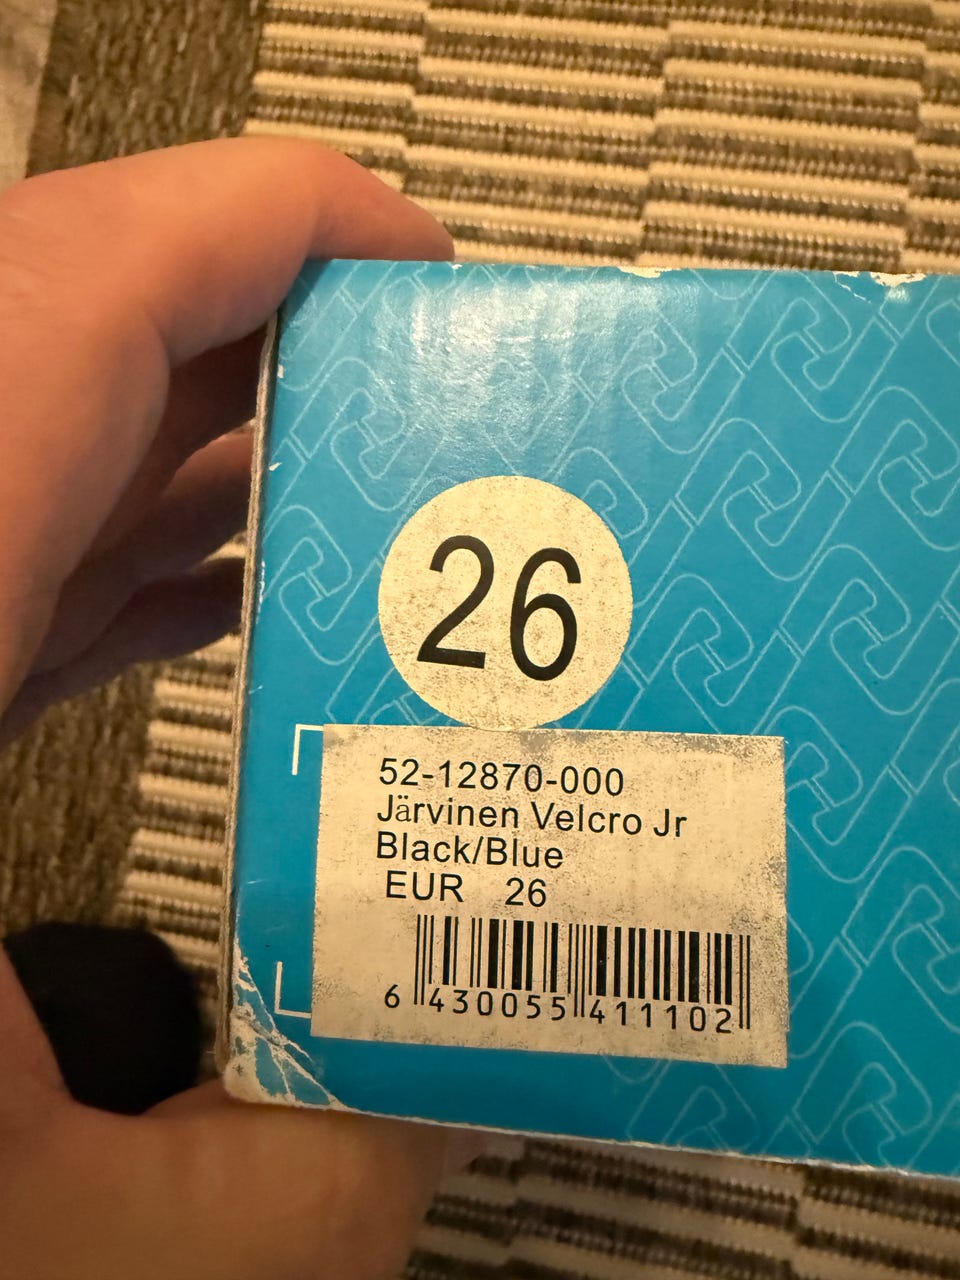 26
52-12870-000
Järvinen Velcro Jr
Black/Blue
EUR 26
6 430055 411102